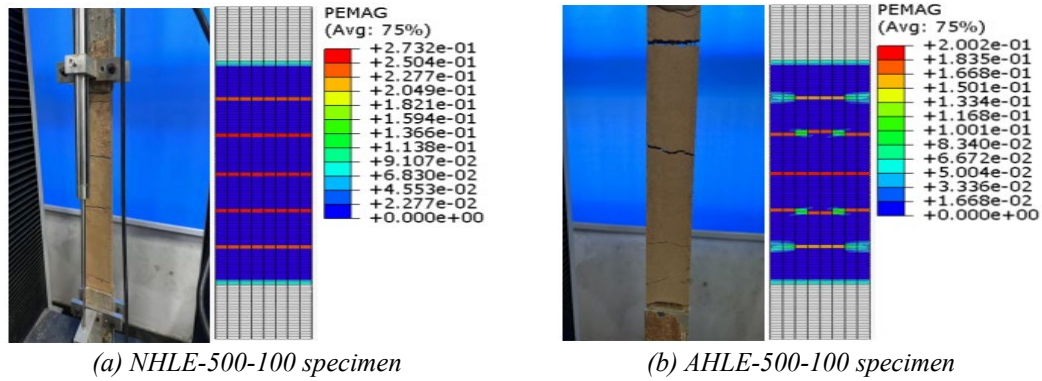 PEMAG
(Avg: 75%)
+2.732e-01
+2.504e-01
+2.277e-01
+2.049e-01
+1.821e-01
+1.594e-01
+1.366e-01
+1.138e-01
+9.107e-02
+6.830e-02
+4.553e-02
+2.277e-02
+0.000e+00
(a) NHLE-500-100 specimen
PEMAG
(Avg: 75%)
+2.002e-01
+1.835e-01
+1.668e-01
+1.501e-01
+1.334e-01
+1.168e-01
+1.001e-01
+8.340e-02
+6.672e-02
+5.004e-02
+3.336e-02
+1.668e-02
+0.000e+00
(b) AHLE-500-100 specimen